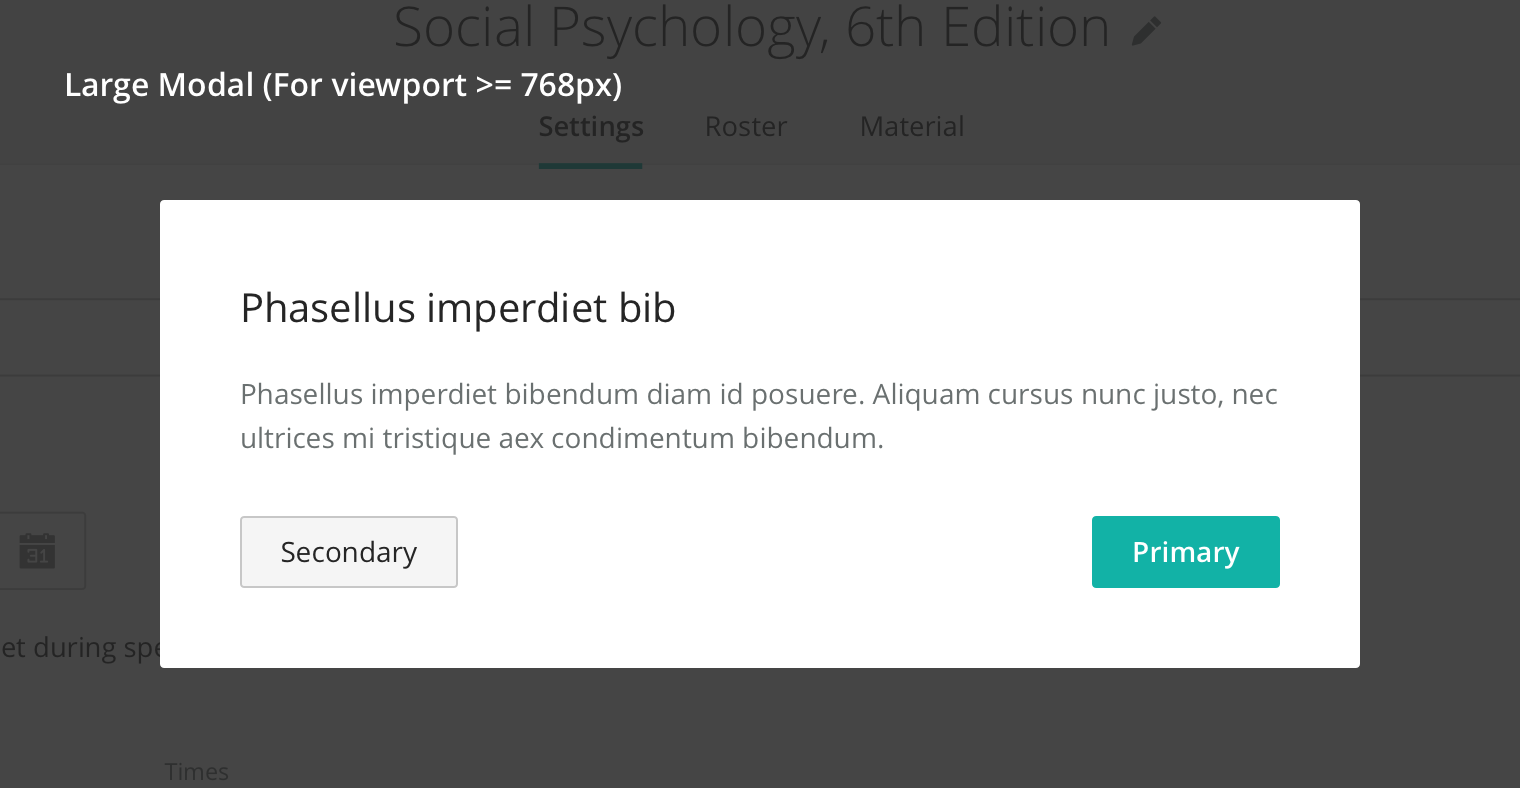 Social Psychology, 6th Edition
Large Modal (For viewport >= 768px)
Settings Roster Material
Phasellus imperdiet bib
Phasellus imperdiet bibendum diam id posuere. Aliquam cursus nunc justo, nec
ultrices mi tristique aex condimentum bibendum.
31
Secondary Primary
et during spe
Times